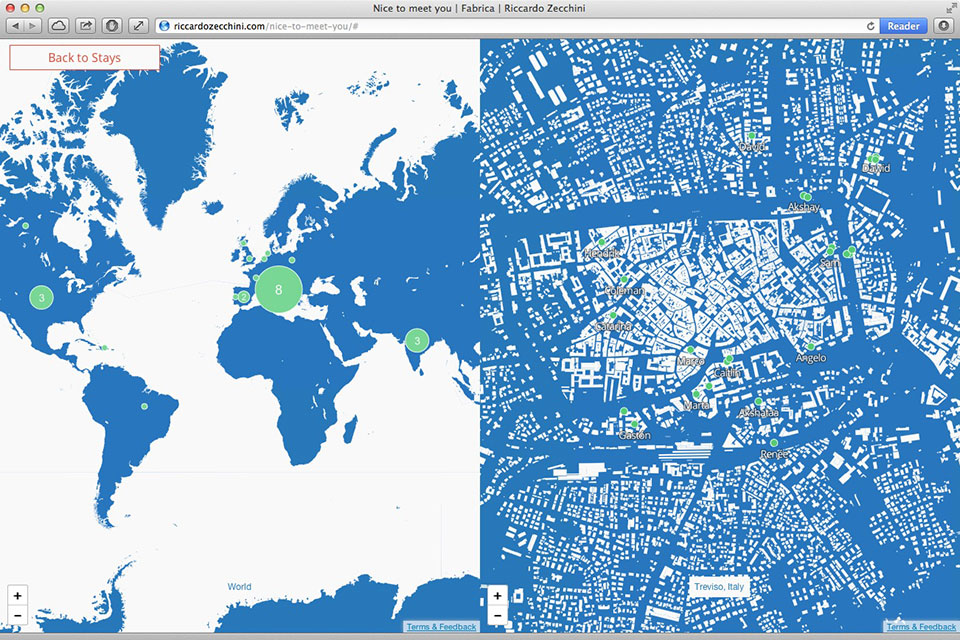 Nice to meet you | Fabrica | Riccardo Zecchini
riccardozecchini.com/nice-to-meet-you/#
Reader
Back to Stays
3
8
2
3
World
+
−
Terms & Feedback
David
David
Akshay
Sam
Hendrik
Coleman
Catarina
Marco
Caitlin
Angelo
Marta
Akshataa
Gaston
Renee
Treviso, Italy
+
−
Terms & Feedback